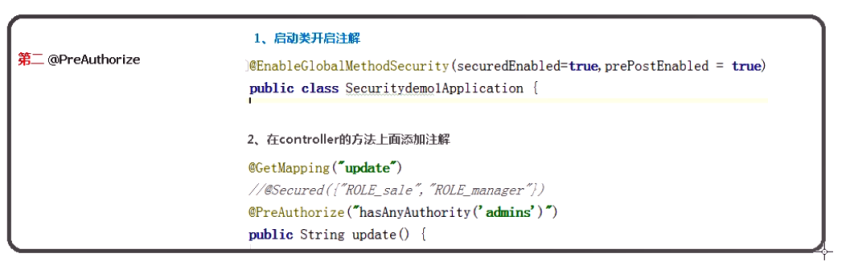 第二 @PreAuthorize
1、启动类开启注解
@EnableGlobalMethodSecurity(securedEnabled=true,prePostEnabled = true)
public class Securitydemo1Application {
2、在controller的方法上面添加注解
@GetMapping("update")
//@Secured({"ROLE_sale","ROLE_manager"})
@PreAuthorize("hasAnyAuthority('admins')")
public String update() {